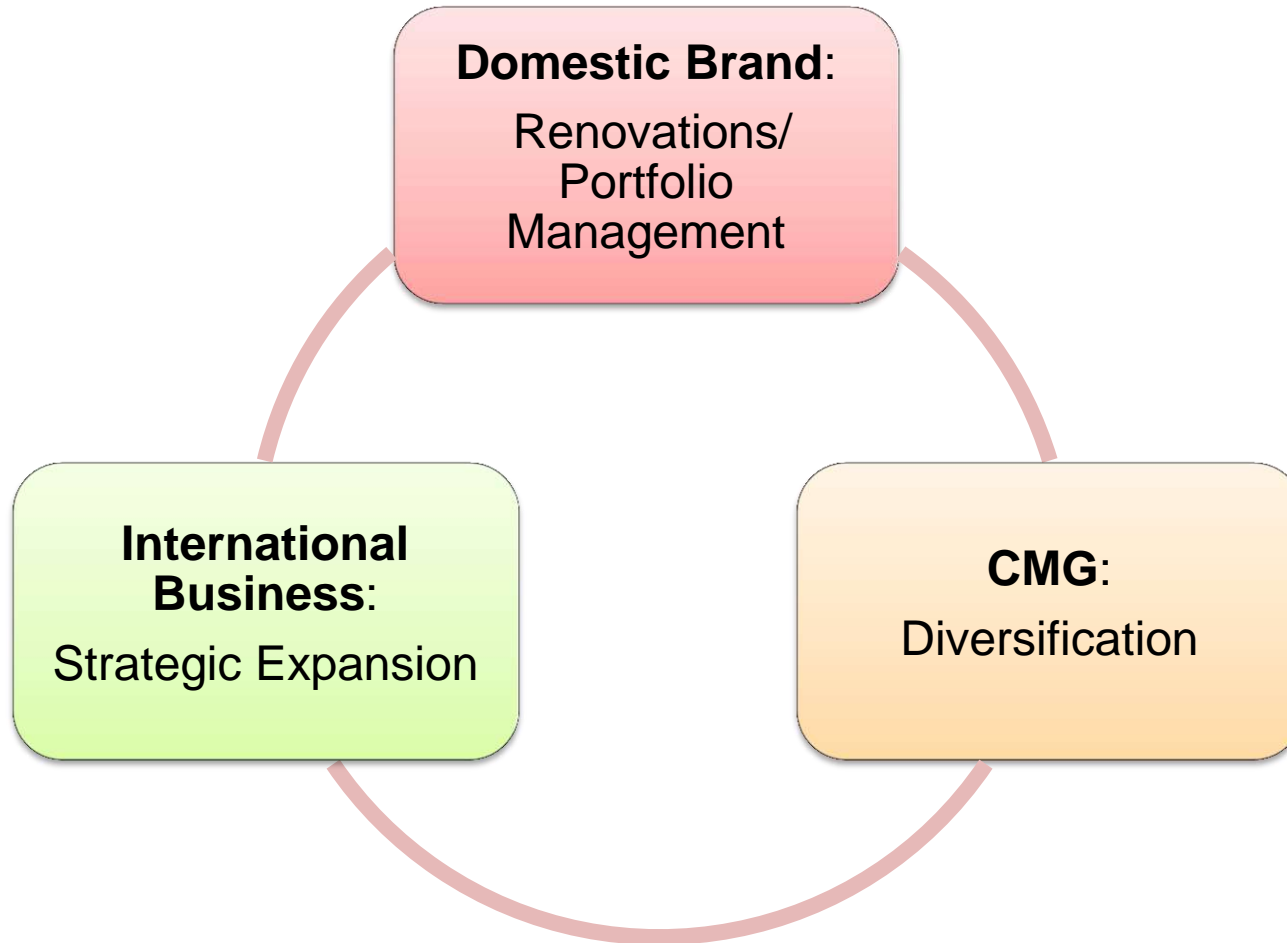 Domestic Brand:
Renovations/
Portfolio
Management
International
Business:
Strategic Expansion
CMG:
Diversification